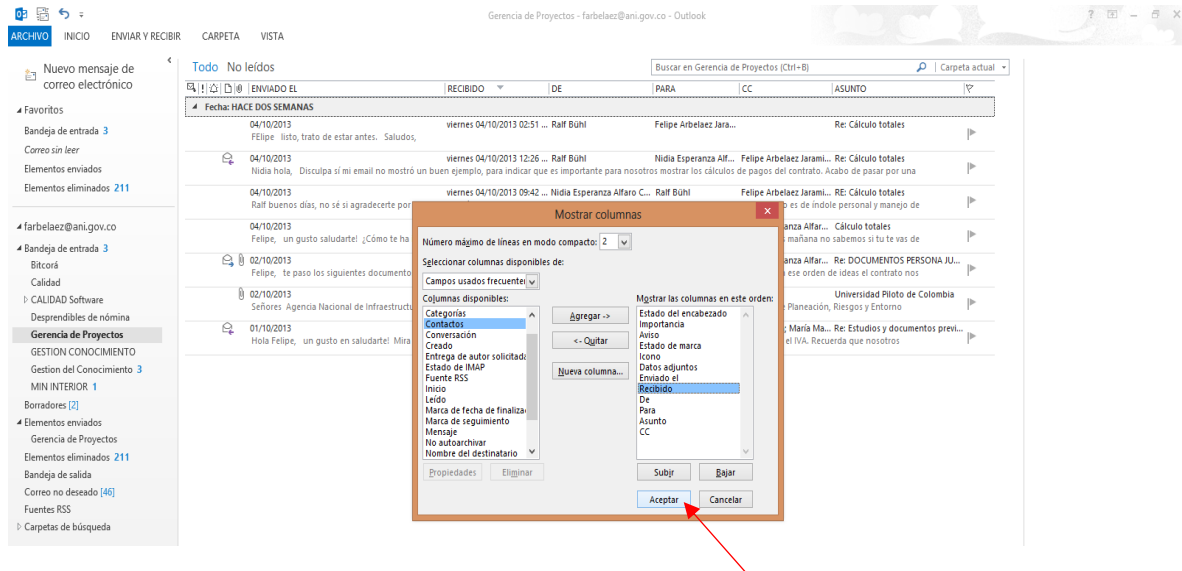 Gerencia de Proyectos - farbelaez@ani.gov.co - Outlook
ARCHIVO INICIO ENVIAR Y RECIBIR CARPETA VISTA
Nuevo mensaje de
correo electrónico
Favoritos
Bandeja de entrada 3
Correo sin leer
Elementos enviados
Elementos eliminados 211
farbelaez@ani.gov.co
Bandeja de entrada 3
Bitcorá
Calidad
CALIDAD Software
Desprendibles de nómina
Gerencia de Proyectos
GESTION CONOCIMIENTO
Gestion del Conocimiento 3
MIN INTERIOR 1
Borradores [2]
Elementos enviados
Gerencia de Proyectos
Elementos eliminados 211
Bandeja de salida
Correo no deseado [46]
Fuentes RSS
Carpetas de búsqueda
Todo No leídos
Buscar en Gerencia de Proyectos (Ctrl+B) Carpeta actual
ENVIADO EL RECIBIDO DE PARA CC ASUNTO
Fecha: HACE DOS SEMANAS
04/10/2013 viernes 04/10/2013 02:51 ... Ralf Bühl Felipe Arbelaez Jara... Re: Cálculo totales
FElipe listo, trato de estar antes. Saludos,
04/10/2013 viernes 04/10/2013 12:26 ... Ralf Bühl Nidia Esperanza Alf... Felipe Arbelaez Jarami... Re: Cálculo totales
Nidia hola, Disculpa sí mi email no mostró un buen ejemplo, para indicar que es importante para nosotros mostrar los cálculos de pagos del contrato. Acabo de pasar por una
04/10/2013 viernes 04/10/2013 09:42 ... Nidia Esperanza Alfaro C... Ralf Bühl Felipe Arbelaez Jarami... RE: Cálculo totales
Ralf buenos días, no sé si agradecerte por o es de índole personal y manejo de
04/10/2013 anza Alfar... Cálculo totales
Felipe, un gusto saludarte! ¿Cómo te ha mañana no sabemos si tu te vas de
02/10/2013 anza Alfar... Re: DOCUMENTOS PERSONA JU...
Felipe, te paso los siguientes documento ese orden de ideas el contrato nos
02/10/2013 Universidad Piloto de Colombia
Señores Agencia Nacional de Infraestructu Planeación, Riesgos y Entorno
01/10/2013 ; María Ma... Re: Estudios y documentos previ...
Hola Felipe, un gusto en saludarte! Mira el IVA. Recuerda que nosotros
Mostrar columnas
Número máximo de líneas en modo compacto: 2
Seleccionar columnas disponibles de:
Campos usados frecuentei
Columnas disponibles:
Categorías
Contactos
Conversación
Creado
Entrega de autor solicitada
Estado de IMAP
Fuente RSS
Inicio
Leído
Marca de fecha de finaliza
Marca de seguimiento
Mensaje
No autoarchivar
Nombre del destinatario
Propiedades Eliminar
Agregar ->
<- Quitar
Nueva columna...
Mostrar las columnas en este orden:
Estado del encabezado
Importancia
Aviso
Estado de marca
Icono
Datos adjuntos
Enviado el
Recibido
De
Para
Asunto
CC
Subir Bajar
Aceptar Cancelar